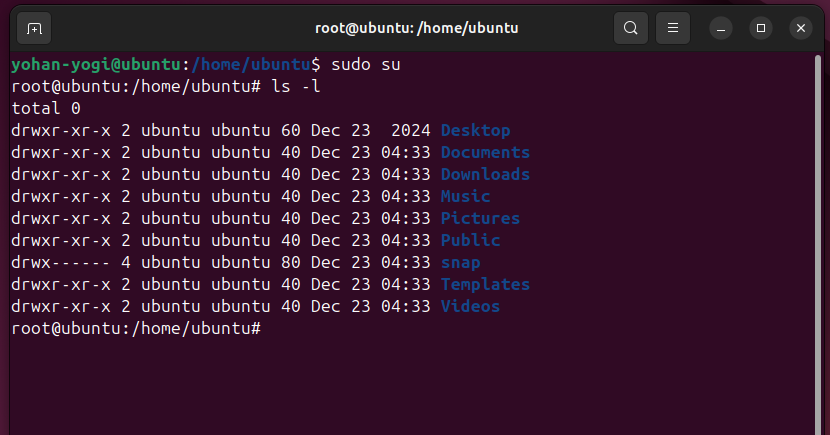 root@ubuntu: /home/ubuntu
yohan-yogi@ubuntu:/home/ubuntu$ sudo su
root@ubuntu:/home/ubuntu# ls -l
total 0
drwxr-xr-x 2 ubuntu ubuntu 60 Dec 23  2024 Desktop
drwxr-xr-x 2 ubuntu ubuntu 40 Dec 23 04:33 Documents
drwxr-xr-x 2 ubuntu ubuntu 40 Dec 23 04:33 Downloads
drwxr-xr-x 2 ubuntu ubuntu 40 Dec 23 04:33 Music
drwxr-xr-x 2 ubuntu ubuntu 40 Dec 23 04:33 Pictures
drwxr-xr-x 2 ubuntu ubuntu 40 Dec 23 04:33 Public
drwx------ 4 ubuntu ubuntu 80 Dec 23 04:33 snap
drwxr-xr-x 2 ubuntu ubuntu 40 Dec 23 04:33 Templates
drwxr-xr-x 2 ubuntu ubuntu 40 Dec 23 04:33 Videos
root@ubuntu:/home/ubuntu#